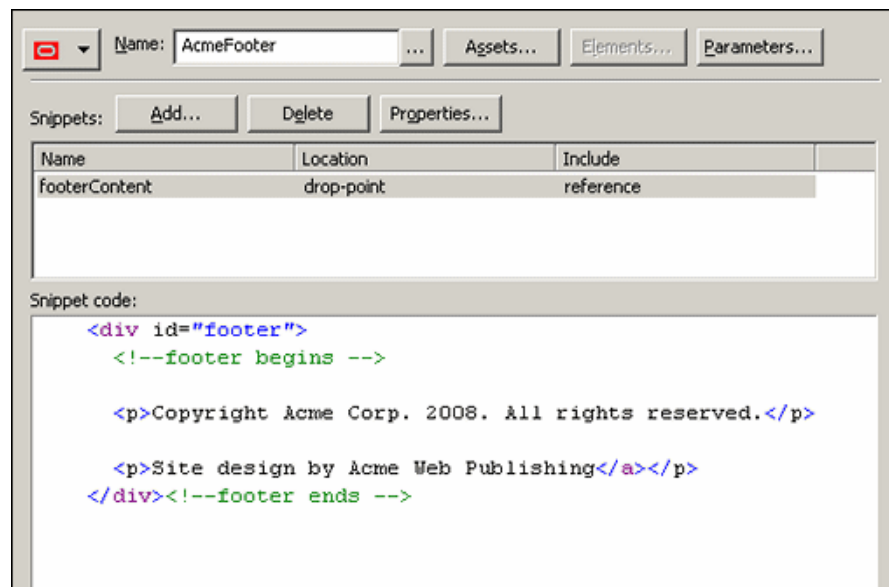 Name: AcmeFooter ... Assets... Elements... Parameters...
Snippets: Add... Delete Properties...
Name Location Include
footerContent drop-point reference
Snippet code:
<div id="footer">
<!--footer begins -->
<p>Copyright Acme Corp. 2008. All rights reserved.</p>
<p>Site design by Acme Web Publishing</a></p>
</div><!--footer ends -->